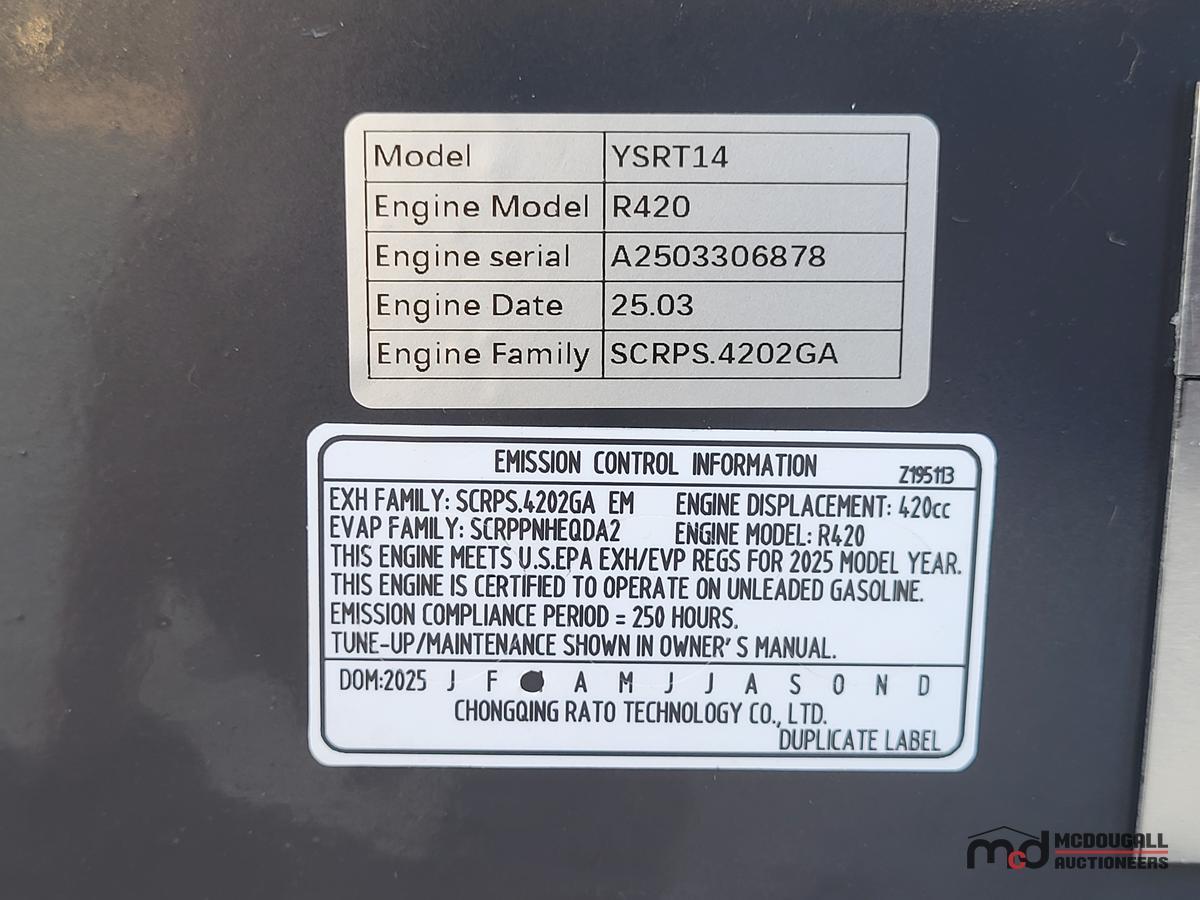 Model YSRT14
Engine Model R420
Engine serial A2503306878
Engine Date 25.03
Engine Family SCRPS.4202GA
EMISSION CONTROL INFORMATION Z195113
EXH FAMILY: SCRPS.4202GA EM ENGINE DISPLACEMENT: 420cc
EVAP FAMILY: SCRPPNHEQDA2 ENGINE MODEL: R420
THIS ENGINE MEETS U.S.EPA EXH/EVP REGS FOR 2025 MODEL YEAR.
THIS ENGINE IS CERTIFIED TO OPERATE ON UNLEADED GASOLINE.
EMISSION COMPLIANCE PERIOD = 250 HOURS.
TUNE-UP/MAINTENANCE SHOWN IN OWNER' S MANUAL.
DOM:2025 J F A M J J A S O N D
CHONGQING RATO TECHNOLOGY CO., LTD.
DUPLICATE LABEL
mcd MCDOUGALL
AUCTIONEERS